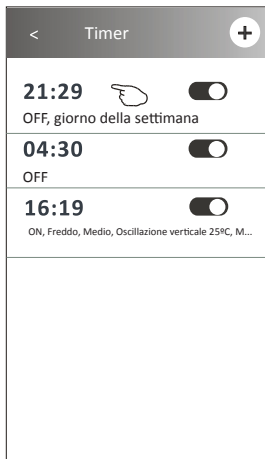 < Timer +
21:29
OFF, giorno della settimana
04:30
OFF
16:19
ON, Freddo, Medio, Oscillazione verticale 25ºC, M...